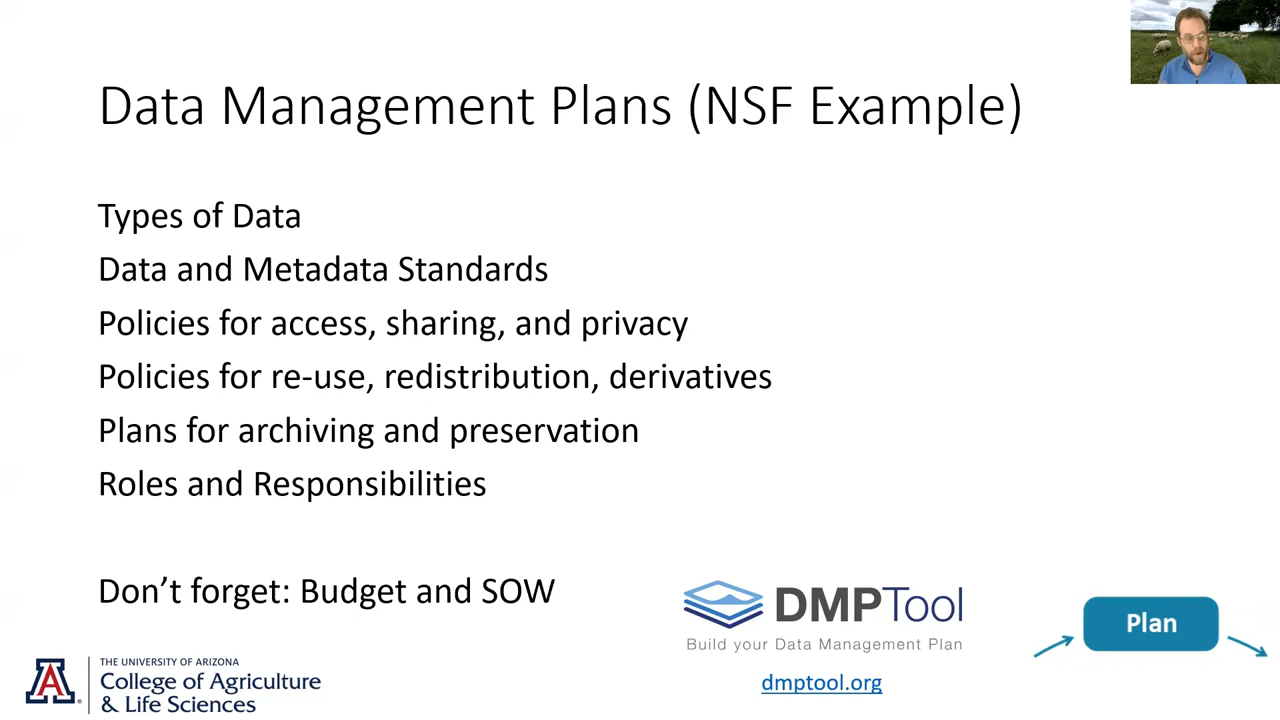 Data Management Plans (NSF Example)
Types of Data
Data and Metadata Standards
Policies for access, sharing, and privacy
Policies for re-use, redistribution, derivatives
Plans for archiving and preservation
Roles and Responsibilities
Don’t forget: Budget and SOW
DMPTool
Build your Data Management Plan
dmptool.org
Plan
A
THE UNIVERSITY OF ARIZONA
College of Agriculture
& Life Sciences